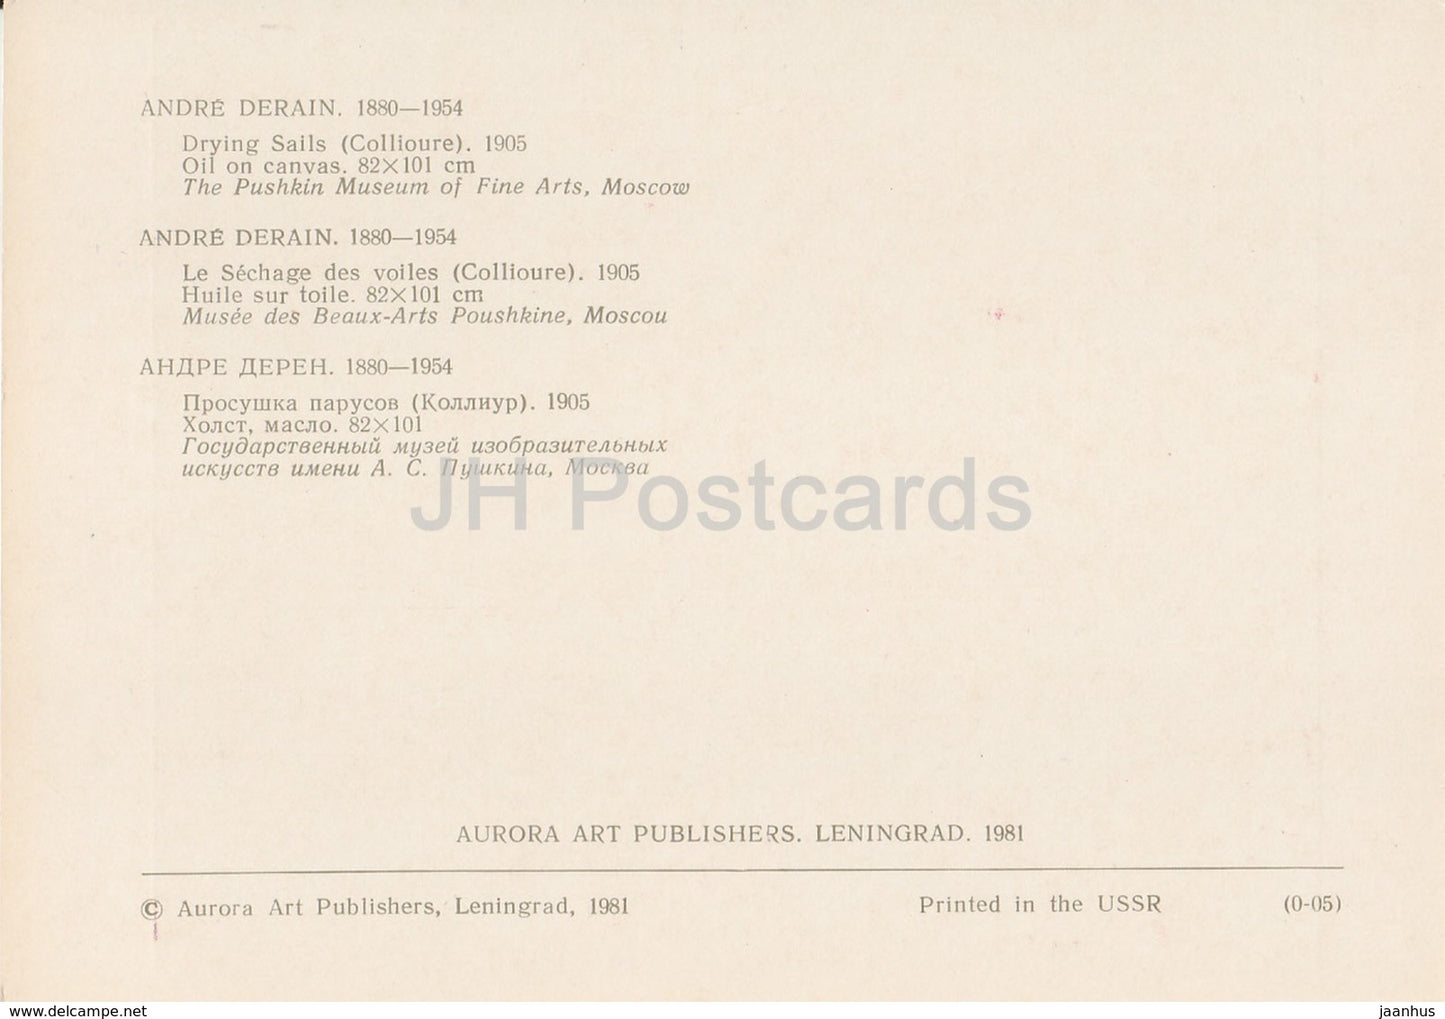 ANDRÉ DERAIN. 1880—1954
Drying Sails (Collioure). 1905
Oil on canvas. 82×101 cm
The Pushkin Museum of Fine Arts, Moscow
ANDRÉ DERAIN. 1880—1954
Le Séchage des voiles (Collioure). 1905
Huile sur toile. 82×101 cm
Musée des Beaux-Arts Poushkine, Moscou
АНДРЕ ДЕРЕН. 1880—1954
Просушка парусов (Коллиур). 1905
Холст, масло. 82×101
Государственный музей изобразительных
искусств имени А. С. Пушкина, Москва
JH Postcards
AURORA ART PUBLISHERS. LENINGRAD. 1981
© Aurora Art Publishers, Leningrad, 1981 Printed in the USSR (0-05)
www.delcampe.net jaanhus